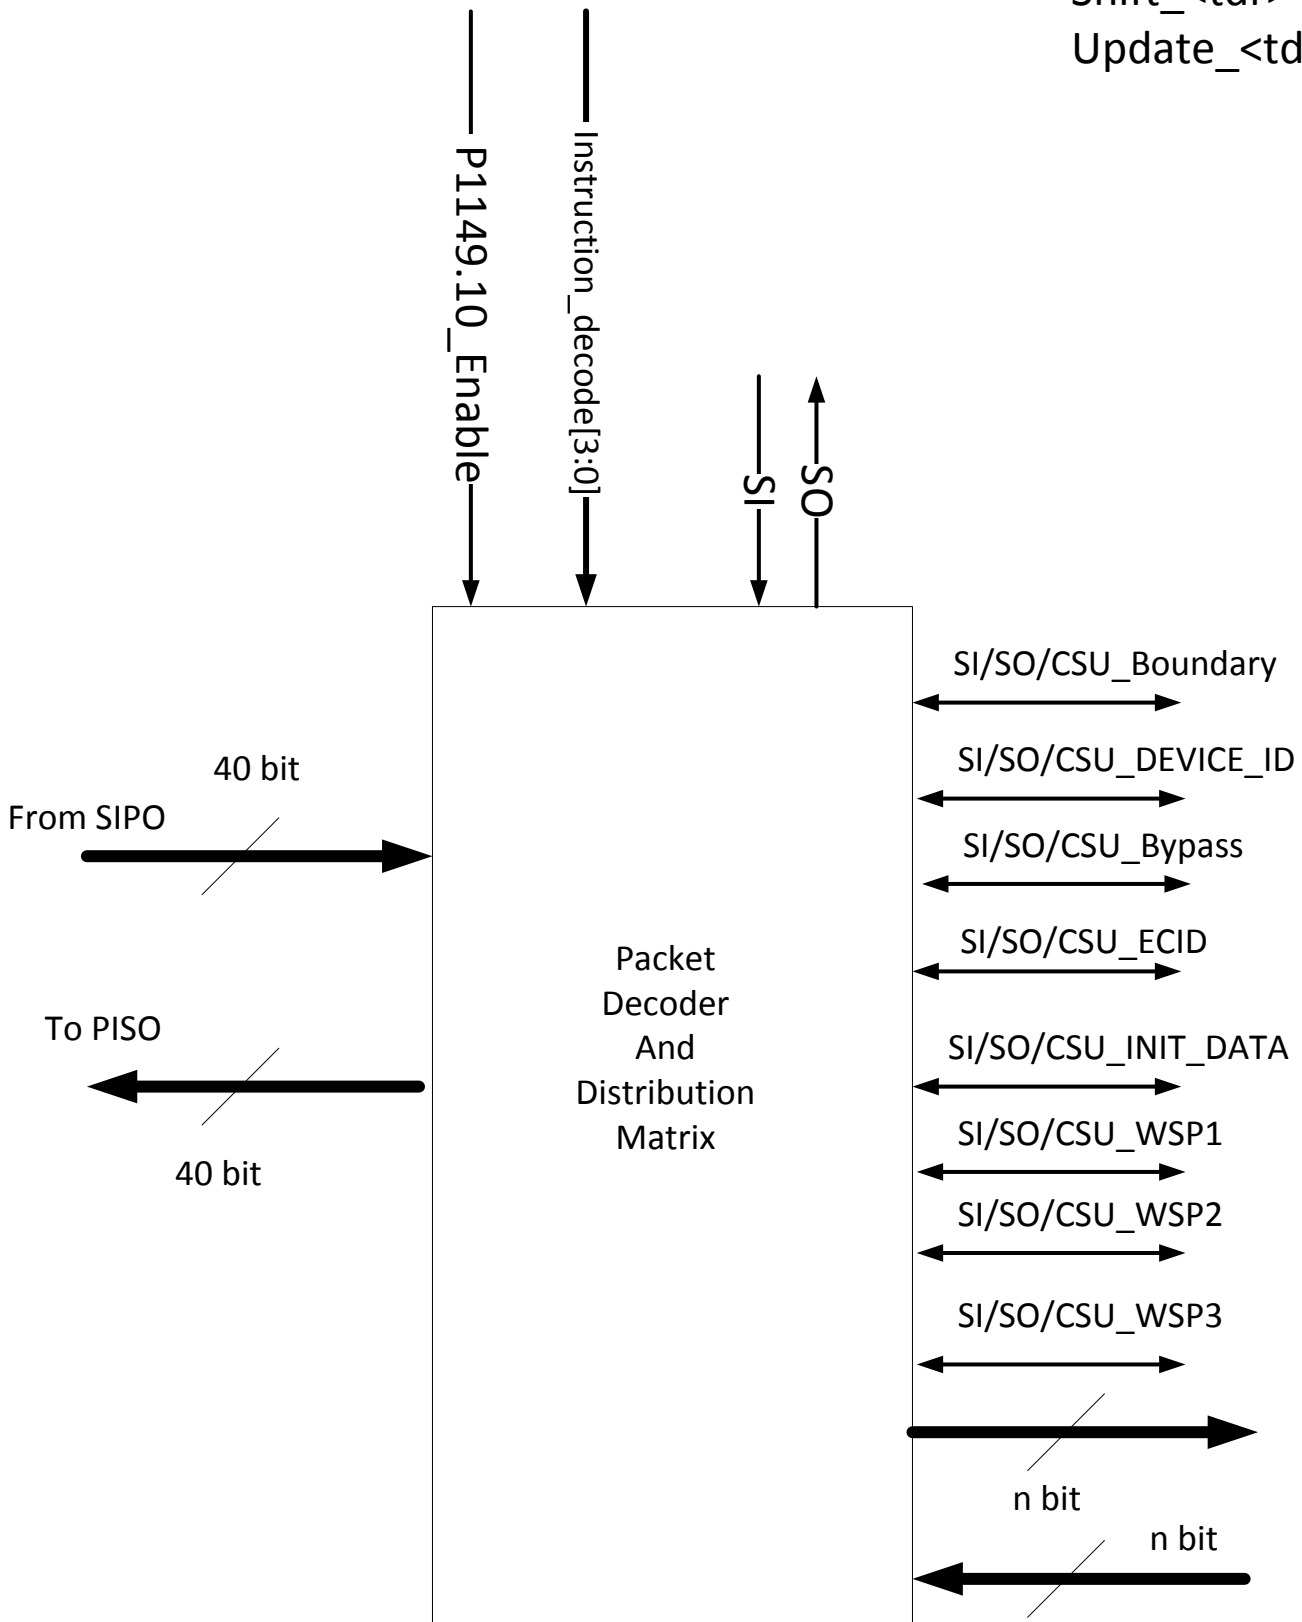 Update_<td
P1149.10_Enable
Instruction_decode[3:0]
SI
SO
SI/SO/CSU_Boundary
SI/SO/CSU_DEVICE_ID
SI/SO/CSU_Bypass
SI/SO/CSU_ECID
SI/SO/CSU_INIT_DATA
SI/SO/CSU_WSP1
SI/SO/CSU_WSP2
SI/SO/CSU_WSP3
n bit
n bit
40 bit
From SIPO
To PISO
40 bit
Packet
Decoder
And
Distribution
Matrix